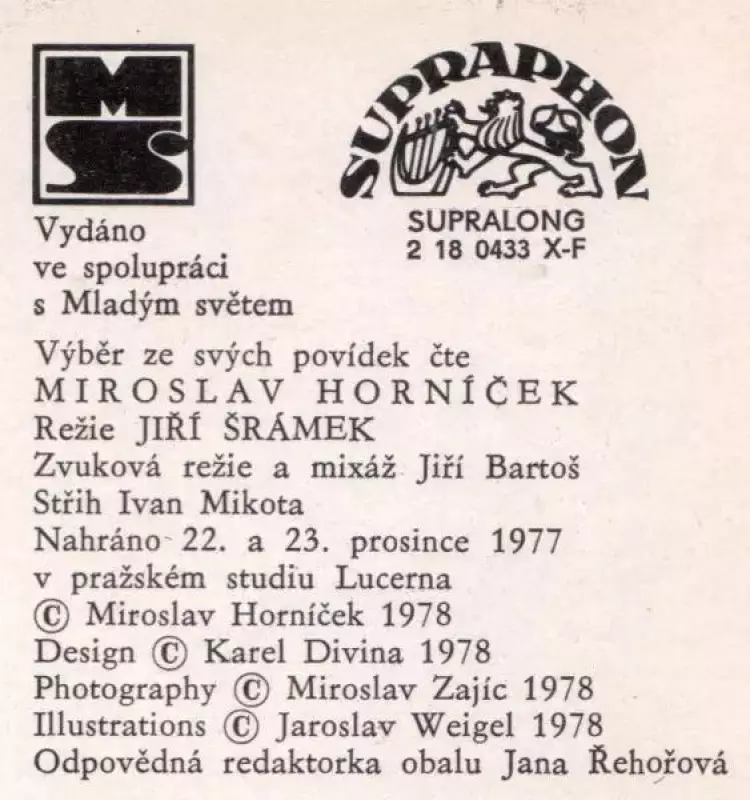 MS
SUPRAPHON
SUPRALONG
2 18 0433 X-F
Vydáno
ve spolupráci
s Mladým světem
Výběr ze svých povídek čte
MIROSLAV HORNÍČEK
Režie JIŘÍ ŠRÁMEK
Zvuková režie a mixáž Jiří Bartoš
Střih Ivan Mikota
Nahráno 22. a 23. prosince 1977
v pražském studiu Lucerna
© Miroslav Horníček 1978
Design © Karel Divina 1978
Photography © Miroslav Zajíc 1978
Illustrations © Jaroslav Weigel 1978
Odpovědná redaktorka obalu Jana Řehořová